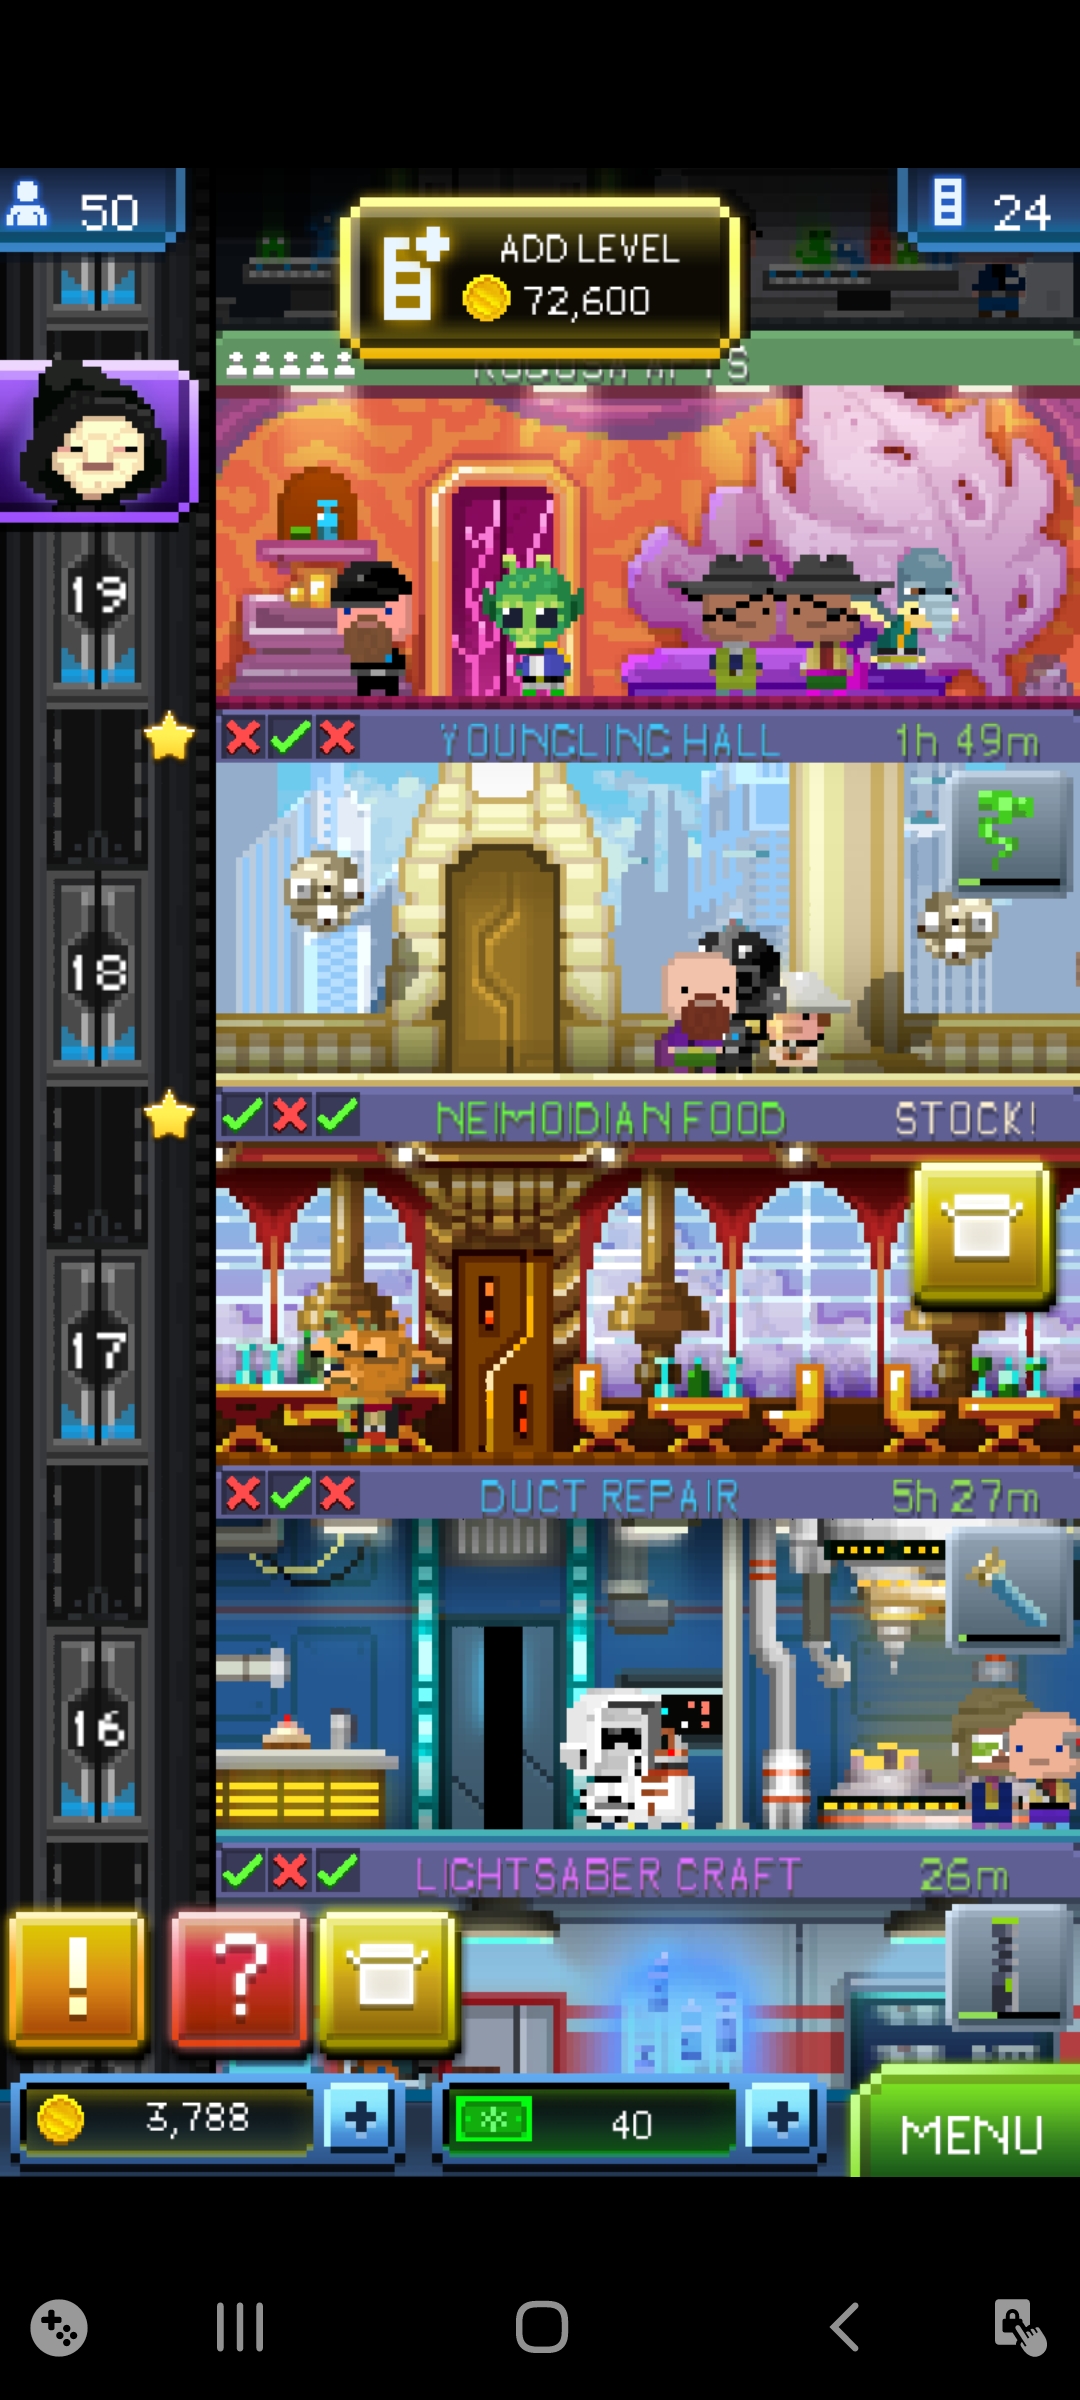 50
24
ADD LEVEL
72,600
19
YOUNGLING HALL 1h 49m
18
NEIMOIDIAN FOOD STOCK!
17
DUCT REPAIR 5h 27m
16
LIGHTSABER CRAFT 26m
!
?
3,788
+
40
+
MENU